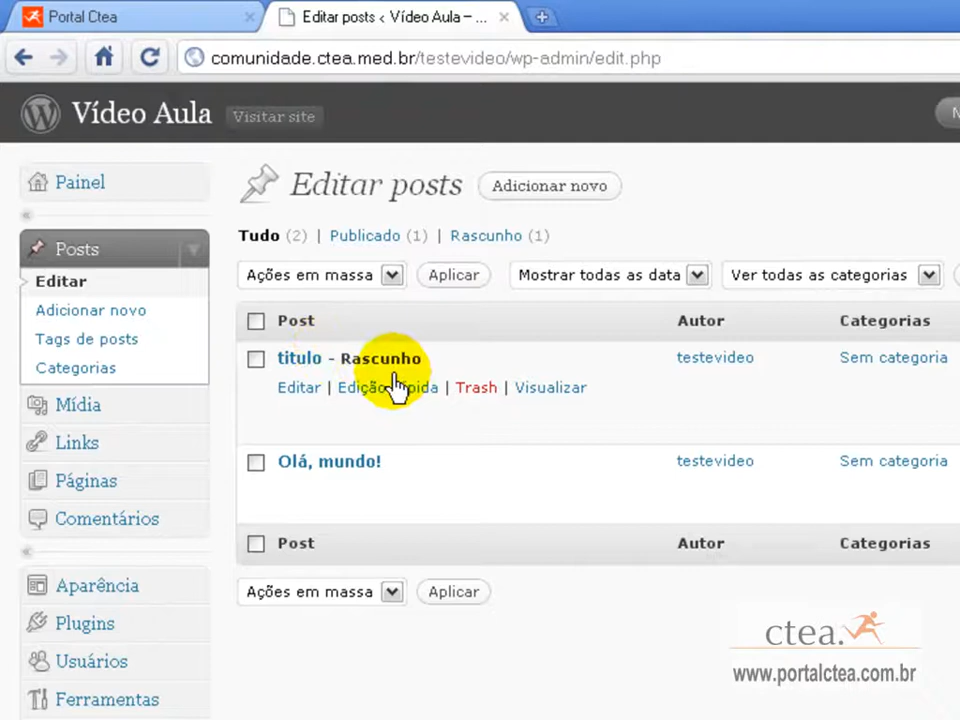 Portal Ctea
Editar posts ‹ Vídeo Aula – ...
comunidade.ctea.med.br/testevideo/wp-admin/edit.php
Vídeo Aula
Visitar site
N
Painel
Posts
Editar
Adicionar novo
Tags de posts
Categorias
Mídia
Links
Páginas
Comentários
Aparência
Plugins
Usuários
Ferramentas
Editar posts
Adicionar novo
Tudo (2) | Publicado (1) | Rascunho (1)
Ações em massa Aplicar Mostrar todas as data Ver todas as categorias
Post Autor Categorias
titulo - Rascunho testevideo Sem categoria
Editar | Edição rápida | Trash | Visualizar
Olá, mundo! testevideo Sem categoria
Post Autor Categorias
Ações em massa Aplicar
ctea.
www.portalctea.com.br